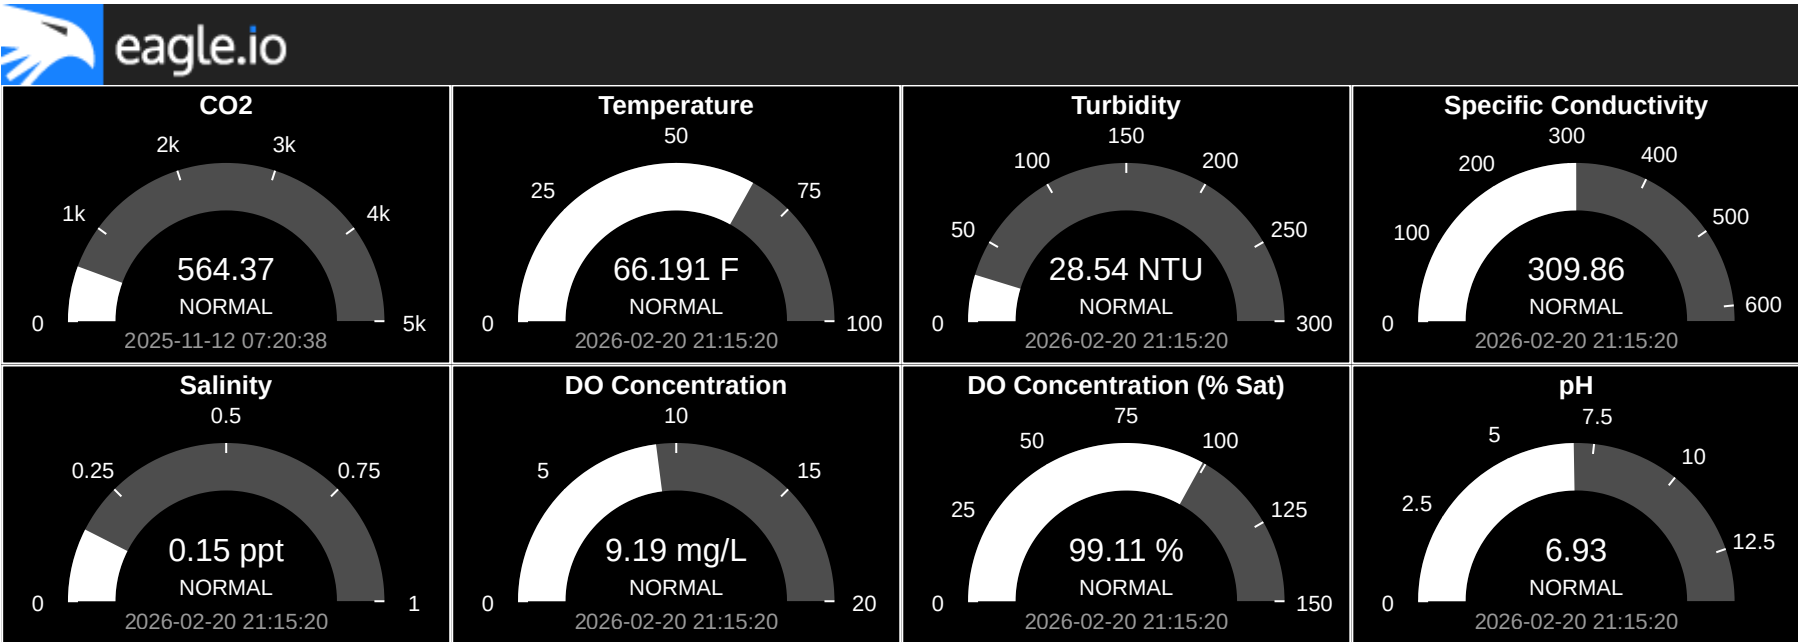 eagle.io
CO2
0
1k
2k
3k
4k
5k
564.37
NORMAL
2025-11-12 07:20:38
Temperature
0
25
50
75
100
66.191 F
NORMAL
2026-02-20 21:15:20
Turbidity
0
50
100
150
200
250
300
28.54 NTU
NORMAL
2026-02-20 21:15:20
Specific Conductivity
0
100
200
300
400
500
600
309.86
NORMAL
2026-02-20 21:15:20
Salinity
0
0.25
0.5
0.75
1
0.15 ppt
NORMAL
2026-02-20 21:15:20
DO Concentration
0
5
10
15
20
9.19 mg/L
NORMAL
2026-02-20 21:15:20
DO Concentration (% Sat)
0
25
50
75
100
125
150
99.11 %
NORMAL
2026-02-20 21:15:20
pH
0
2.5
5
7.5
10
12.5
6.93
NORMAL
2026-02-20 21:15:20